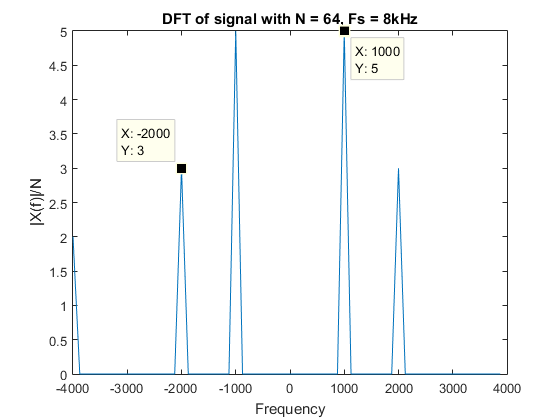 DFT of signal with N = 64, Fs = 8kHz
5
4.5
4
3.5
3
2.5
2
1.5
1
0.5
0
|X(f)|/N
X: -2000
Y: 3
X: 1000
Y: 5
-4000 -3000 -2000 -1000 0 1000 2000 3000 4000
Frequency